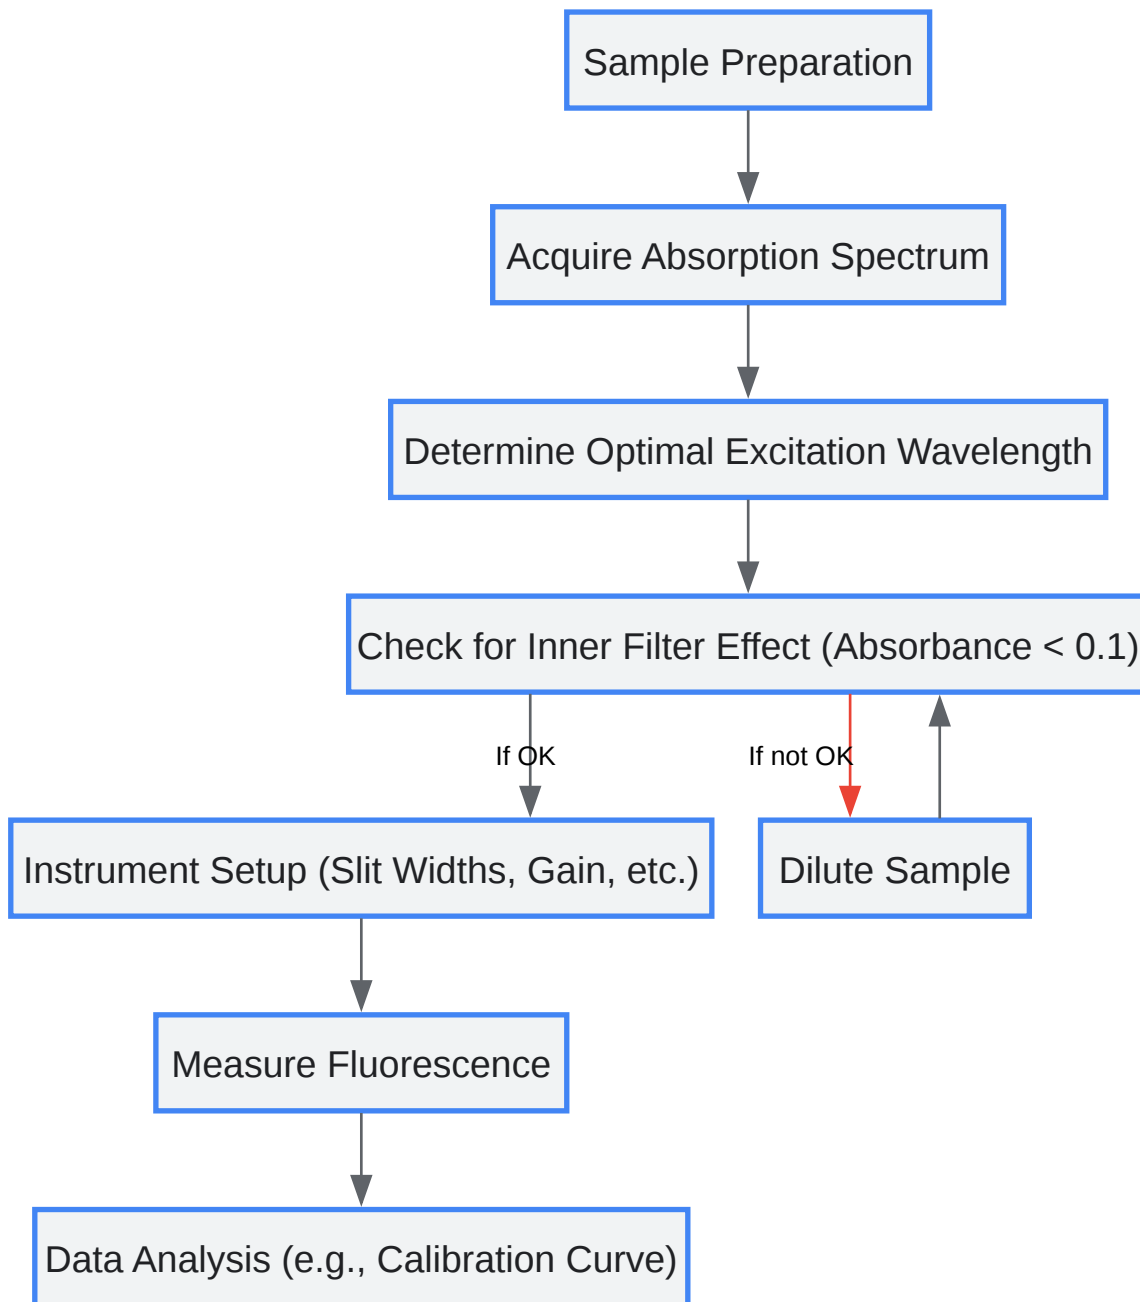 Sample Preparation
Acquire Absorption Spectrum
Determine Optimal Excitation Wavelength
Check for Inner Filter Effect (Absorbance < 0.1)
If OK
If not OK
Instrument Setup (Slit Widths, Gain, etc.)
Dilute Sample
Measure Fluorescence
Data Analysis (e.g., Calibration Curve)